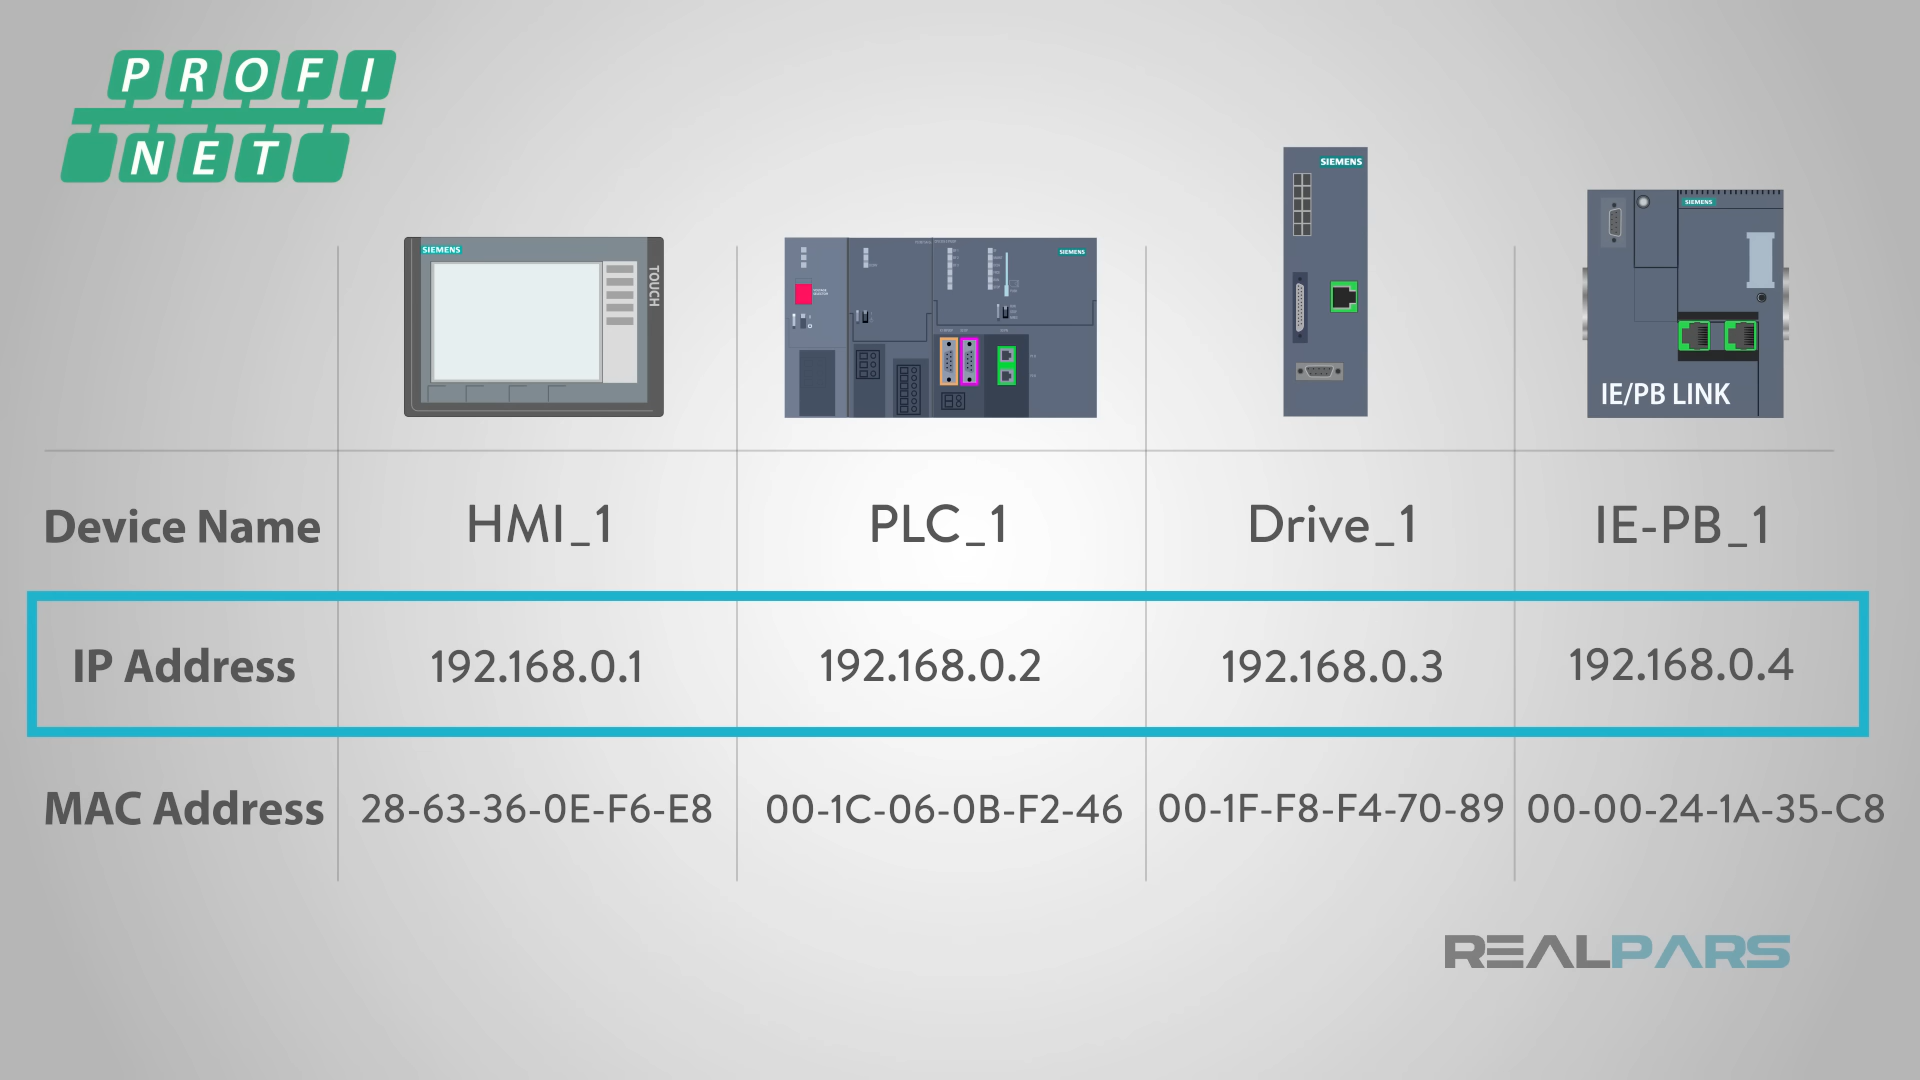 PROFI
NET
SIEMENS
TOUCH
SIEMENS
SIEMENS
SIEMENS
IE/PB LINK
Device Name HMI_1 PLC_1 Drive_1 IE-PB_1
IP Address 192.168.0.1 192.168.0.2 192.168.0.3 192.168.0.4
MAC Address 28-63-36-0E-F6-E8 00-1C-06-0B-F2-46 00-1F-F8-F4-70-89 00-00-24-1A-35-C8
REALPARS